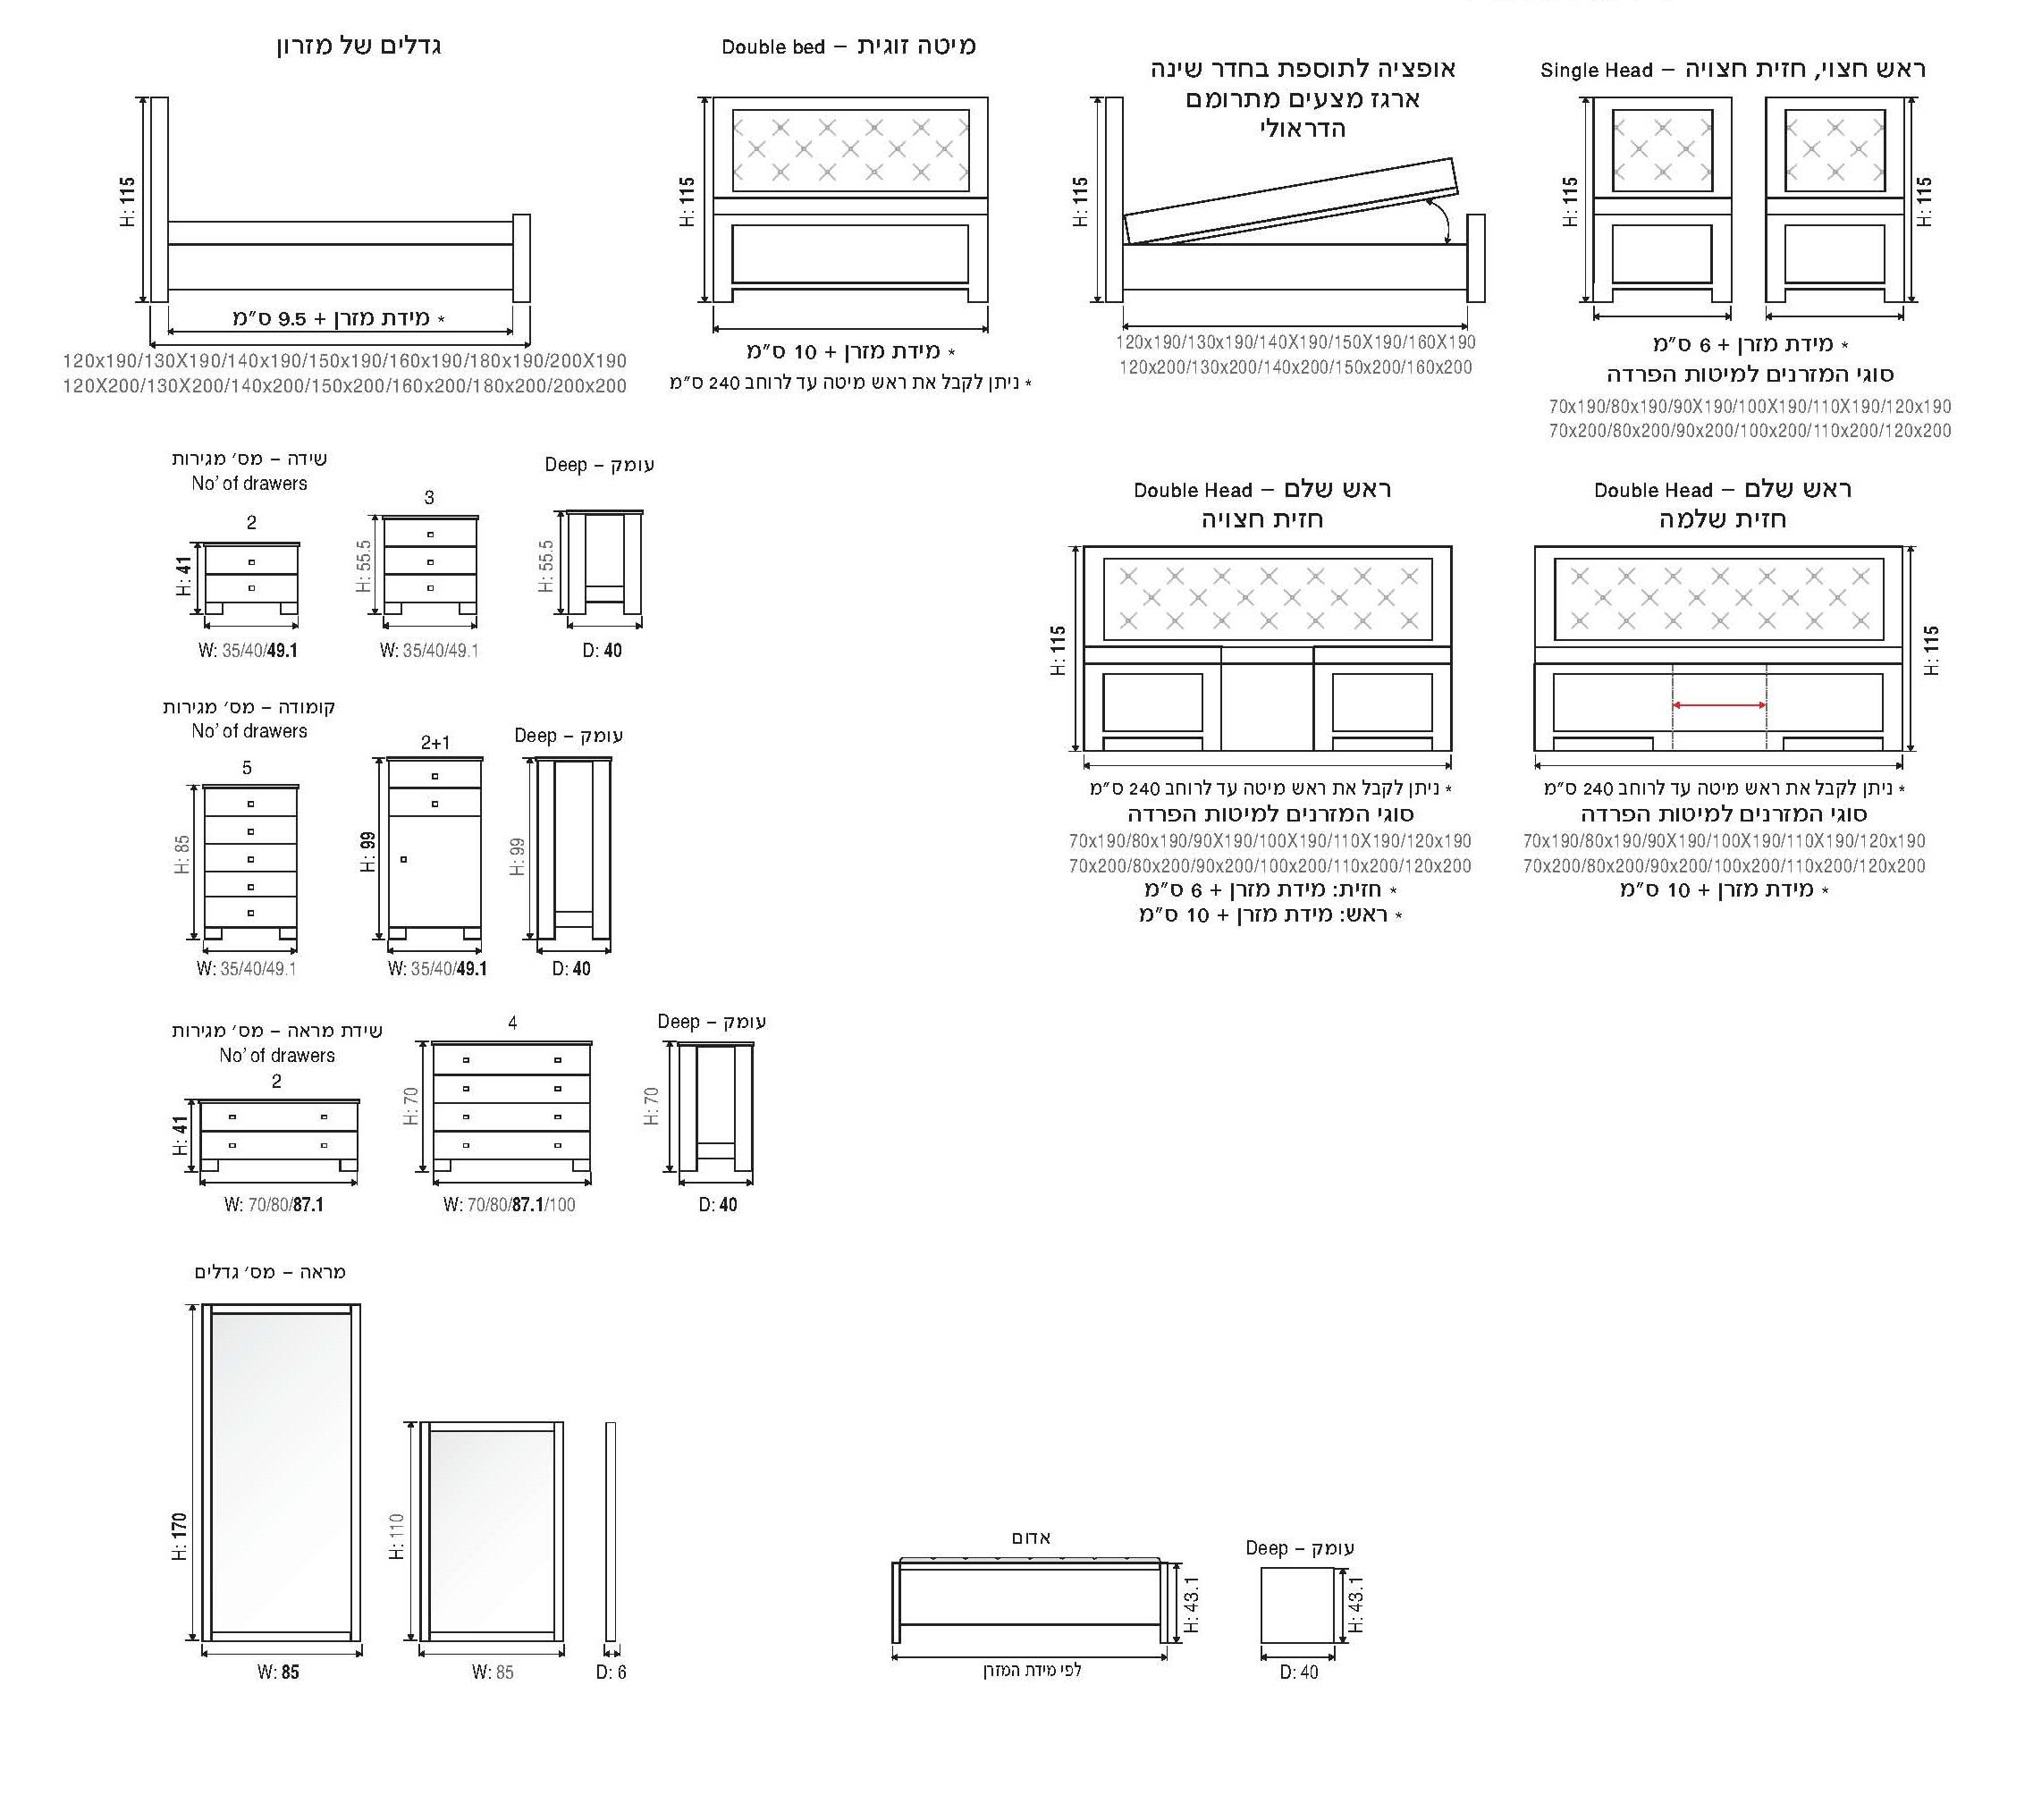 גדלים של מזרון
H: 115
* מידת מזרן + 9.5 ס"מ
120x190/130X190/140x190/150x190/160x190/180x190/200X190
120X200/130X200/140x200/150x200/160x200/180x200/200x200
מיטה זוגית – Double bed
H: 115
* מידת מזרן + 10 ס"מ
* ניתן לקבל את ראש מיטה עד לרוחב 240 ס"מ
אופציה לתוספת בחדר שינה
ארגז מצעים מתרומם
הדראולי
H: 115
120x190/130x190/140X190/150X190/160X190
120x200/130x200/140x200/150x200/160x200
ראש חצוי, חזית חצויה – Single Head
H: 115
H: 115
* מידת מזרן + 6 ס"מ
סוגי המזרנים למיטות הפרדה
70x190/80x190/90X190/100X190/110X190/120x190
70x200/80x200/90x200/100x200/110x200/120x200
שידה – מס' מגירות
No' of drawers
2
H: 41
W: 35/40/49.1
3
H: 55.5
W: 35/40/49.1
עומק – Deep
H: 55.5
D: 40
ראש שלם – Double Head
חזית חצויה
H: 115
* ניתן לקבל את ראש מיטה עד לרוחב 240 ס"מ
סוגי המזרנים למיטות הפרדה
70x190/80x190/90X190/100X190/110X190/120x190
70x200/80x200/90x200/100x200/110x200/120x200
* חזית: מידת מזרן + 6 ס"מ
* ראש: מידת מזרן + 10 ס"מ
ראש שלם – Double Head
חזית שלמה
H: 115
* ניתן לקבל את ראש מיטה עד לרוחב 240 ס"מ
סוגי המזרנים למיטות הפרדה
70x190/80x190/90X190/100X190/110X190/120x190
70x200/80x200/90x200/100x200/110x200/120x200
* מידת מזרן + 10 ס"מ
קומודה – מס' מגירות
No' of drawers
5
H: 85
W: 35/40/49.1
2+1
H: 99
W: 35/40/49.1
עומק – Deep
H: 99
D: 40
שידת מראה – מס' מגירות
No' of drawers
2
H: 41
W: 70/80/87.1
4
H: 70
W: 70/80/87.1/100
עומק – Deep
H: 70
D: 40
מראה – מס' גדלים
H: 170
W: 85
H: 110
W: 85
D: 6
אדום
H: 43.1
לפי מידת המזרן
עומק – Deep
H: 43.1
D: 40